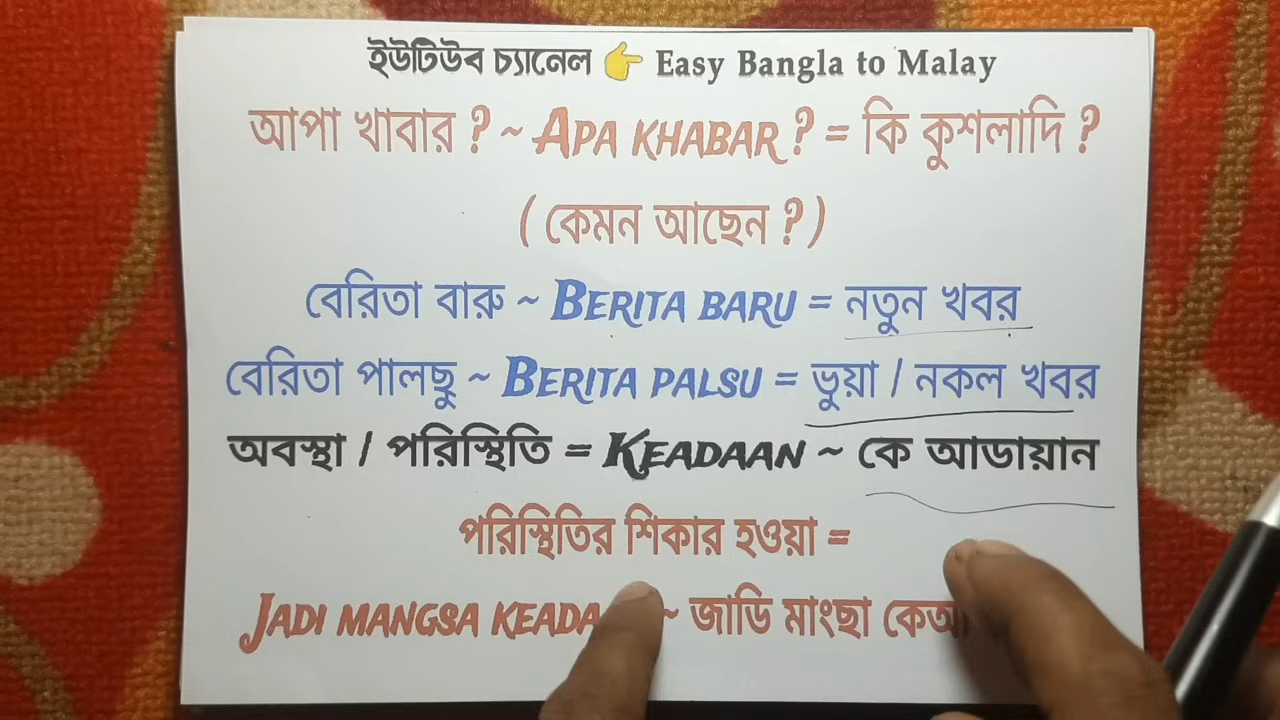 ইউটিউব চ্যানেল 👉 Easy Bangla to Malay
আপা খাবার ? ~ APA KHABAR ? = কি কুশলাদি ?
( কেমন আছেন ? )
বেরিতা বারু ~ BERITA BARU = নতুন খবর
বেরিতা পালছু ~ BERITA PALSU = ভুয়া / নকল খবর
অবস্থা / পরিস্থিতি = KEADAAN ~ কে আডায়ান
পরিস্থিতির শিকার হওয়া =
JADI MANGSA ~ জাডি মাংছা